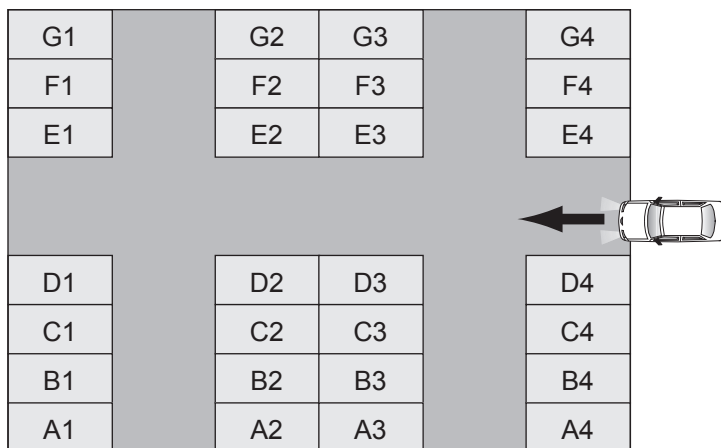 G1 G2 G3 G4
F1 F2 F3 F4
E1 E2 E3 E4
D1 D2 D3 D4
C1 C2 C3 C4
B1 B2 B3 B4
A1 A2 A3 A4